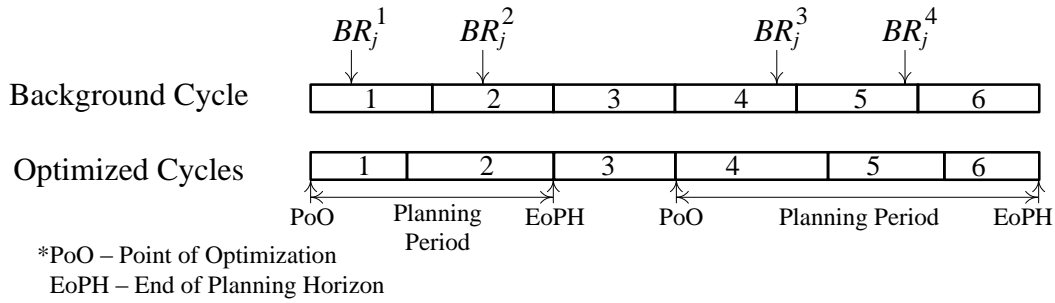 BR_j^1 BR_j^2 BR_j^3 BR_j^4
Background Cycle 1 2 3 4 5 6
Optimized Cycles 1 2 3 4 5 6
PoO Planning Period EoPH PoO Planning Period EoPH
*PoO – Point of Optimization
EoPH – End of Planning Horizon